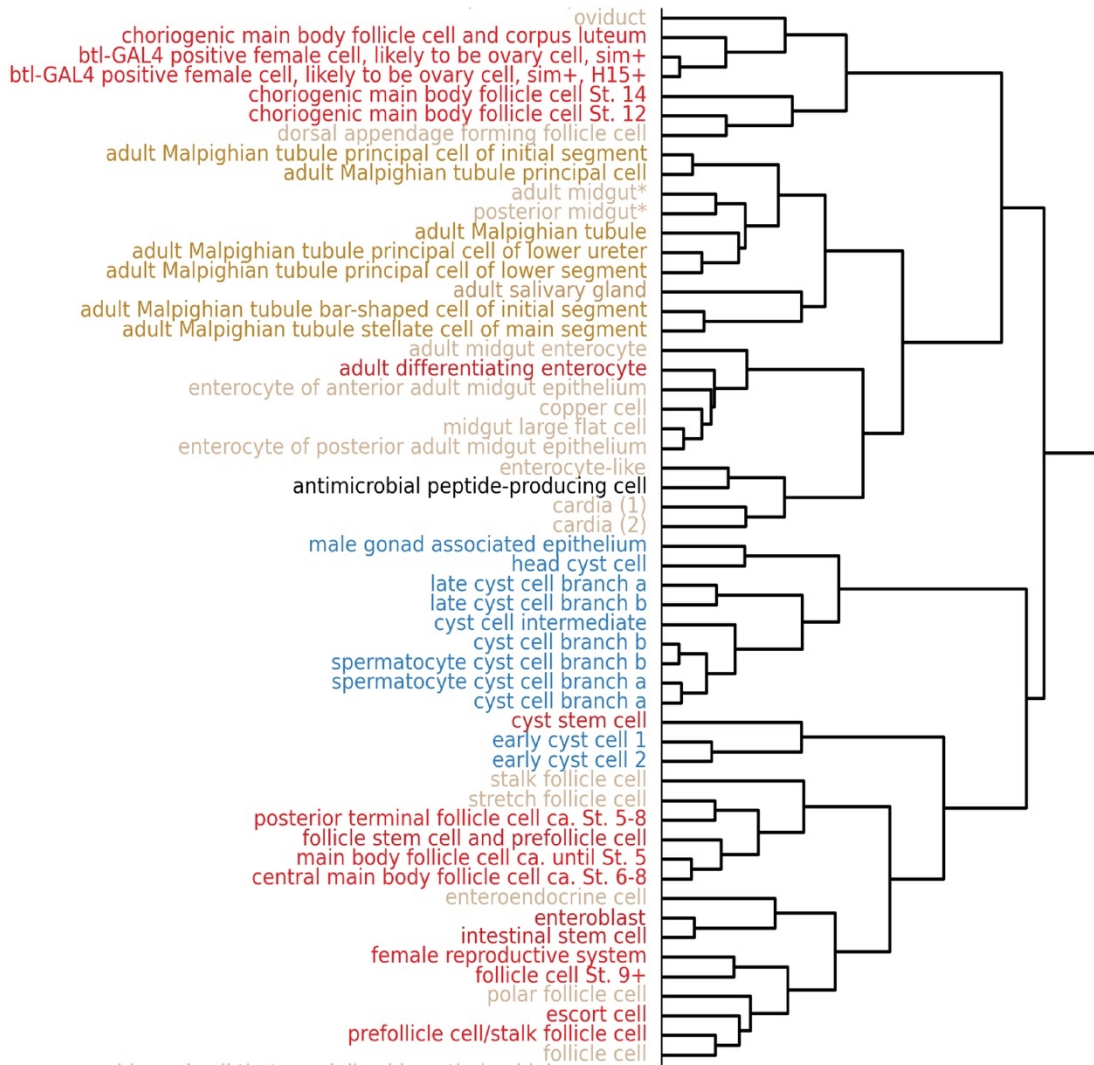 oviduct
choriogenic main body follicle cell and corpus luteum
btl-GAL4 positive female cell, likely to be ovary cell, sim+
btl-GAL4 positive female cell, likely to be ovary cell, sim+, H15+
choriogenic main body follicle cell St. 14
choriogenic main body follicle cell St. 12
dorsal appendage forming follicle cell
adult Malpighian tubule principal cell of initial segment
adult Malpighian tubule principal cell
adult midgut*
posterior midgut*
adult Malpighian tubule
adult Malpighian tubule principal cell of lower ureter
adult Malpighian tubule principal cell of lower segment
adult salivary gland
adult Malpighian tubule bar-shaped cell of initial segment
adult Malpighian tubule stellate cell of main segment
adult midgut enterocyte
adult differentiating enterocyte
enterocyte of anterior adult midgut epithelium
copper cell
midgut large flat cell
enterocyte of posterior adult midgut epithelium
enterocyte-like
antimicrobial peptide-producing cell
cardia (1)
cardia (2)
male gonad associated epithelium
head cyst cell
late cyst cell branch a
late cyst cell branch b
cyst cell intermediate
cyst cell branch b
spermatocyte cyst cell branch b
spermatocyte cyst cell branch a
cyst cell branch a
cyst stem cell
early cyst cell 1
early cyst cell 2
stalk follicle cell
stretch follicle cell
posterior terminal follicle cell ca. St. 5-8
follicle stem cell and prefollicle cell
main body follicle cell ca. until St. 5
central main body follicle cell ca. St. 6-8
enteroendocrine cell
enteroblast
intestinal stem cell
female reproductive system
follicle cell St. 9+
polar follicle cell
escort cell
prefollicle cell/stalk follicle cell
follicle cell